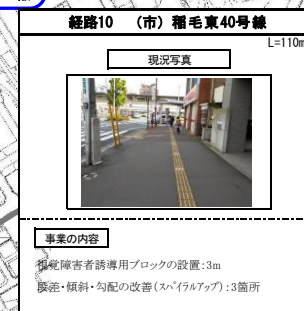 経路10 （市）稲毛東40号線
L=110m
現況写真
事業の内容
視覚障害者誘導用ブロックの設置：3m
段差・傾斜・勾配の改善（スパイラルアップ）：3箇所